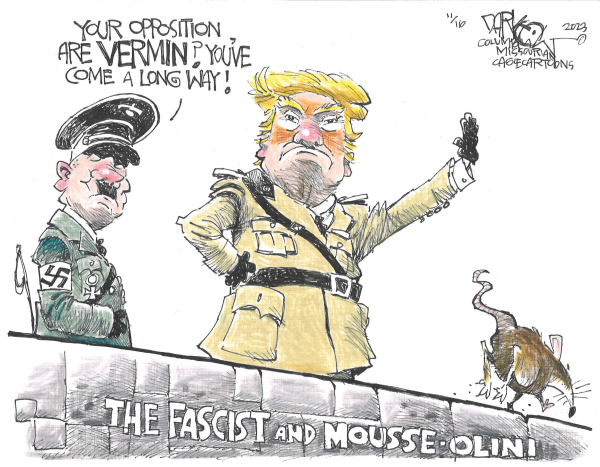 YOUR OPPOSITION
ARE VERMIN? YOU'VE
COME A LONG WAY!
11/16
DARKOW
2023
©
COLUMBIA
MISSOURIAN
CAGLECARTOONS
THE FASCIST AND MOUSSE-OLINI